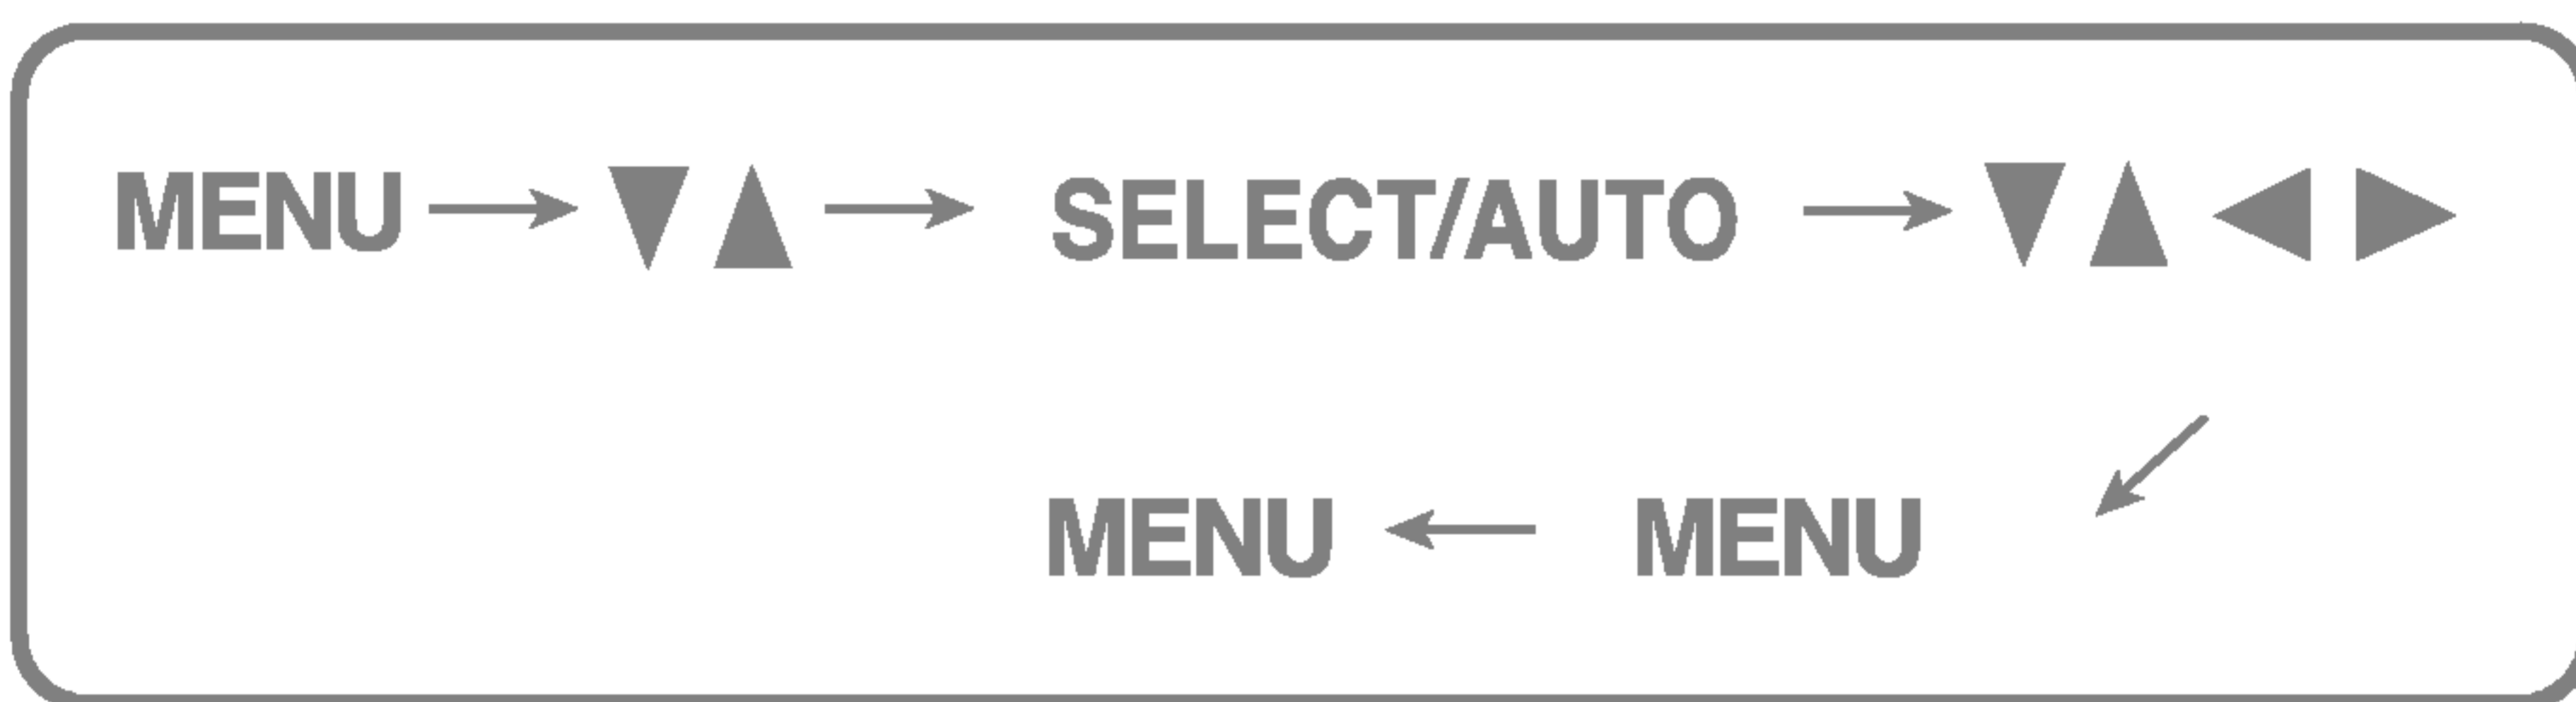 MENU → ▼ ▲ → SELECT/AUTO → ▼ ▲ ◀ ▶
MENU ← MENU